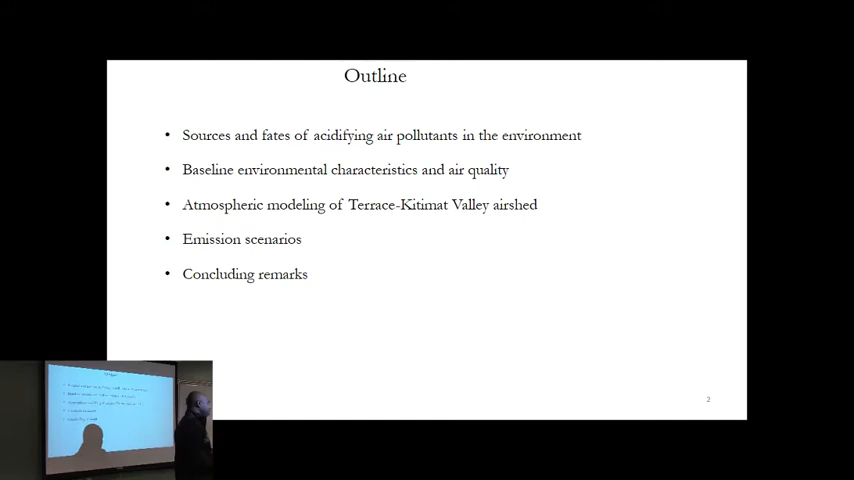 Outline
• Sources and fates of acidifying air pollutants in the environment
• Baseline environmental characteristics and air quality
• Atmospheric modeling of Terrace-Kitimat Valley airshed
• Emission scenarios
• Concluding remarks
2